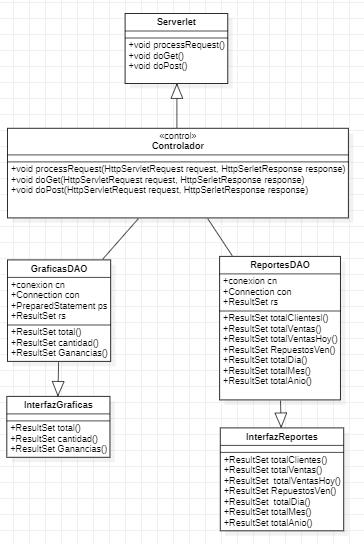 Serverlet
+void processRequest()
+void doGet()
+void doPost()
«control»
Controlador
+void processRequest(HttpServletRequest request, HttpSerletResponse response)
+void doGet(HttpServletRequest request, HttpSerletResponse response)
+void doPost(HttpServletRequest request, HttpSerletResponse response)
GraficasDAO
+conexion cn
+Connection con
+PreparedStatement ps
+ResultSet rs
+ResultSet total()
+ResultSet cantidad()
+ResultSet Ganancias()
ReportesDAO
+conexion cn
+Connection con
+ResultSet rs
+ResultSet totalClientesl()
+ResultSet totalVentas()
+ResultSet totalVentasHoy()
+ResultSet RepuestosVen()
+ResultSet totalDia()
+ResultSet totalMes()
+ResultSet totalAnio()
InterfazGraficas
+ResultSet total()
+ResultSet cantidad()
+ResultSet Ganancias()
InterfazReportes
+ResultSet totalClientes()
+ResultSet totalVentas()
+ResultSet totalVentasHoy()
+ResultSet RepuestosVen()
+ResultSet totalDia()
+ResultSet totalMes()
+ResultSet totalAnio()